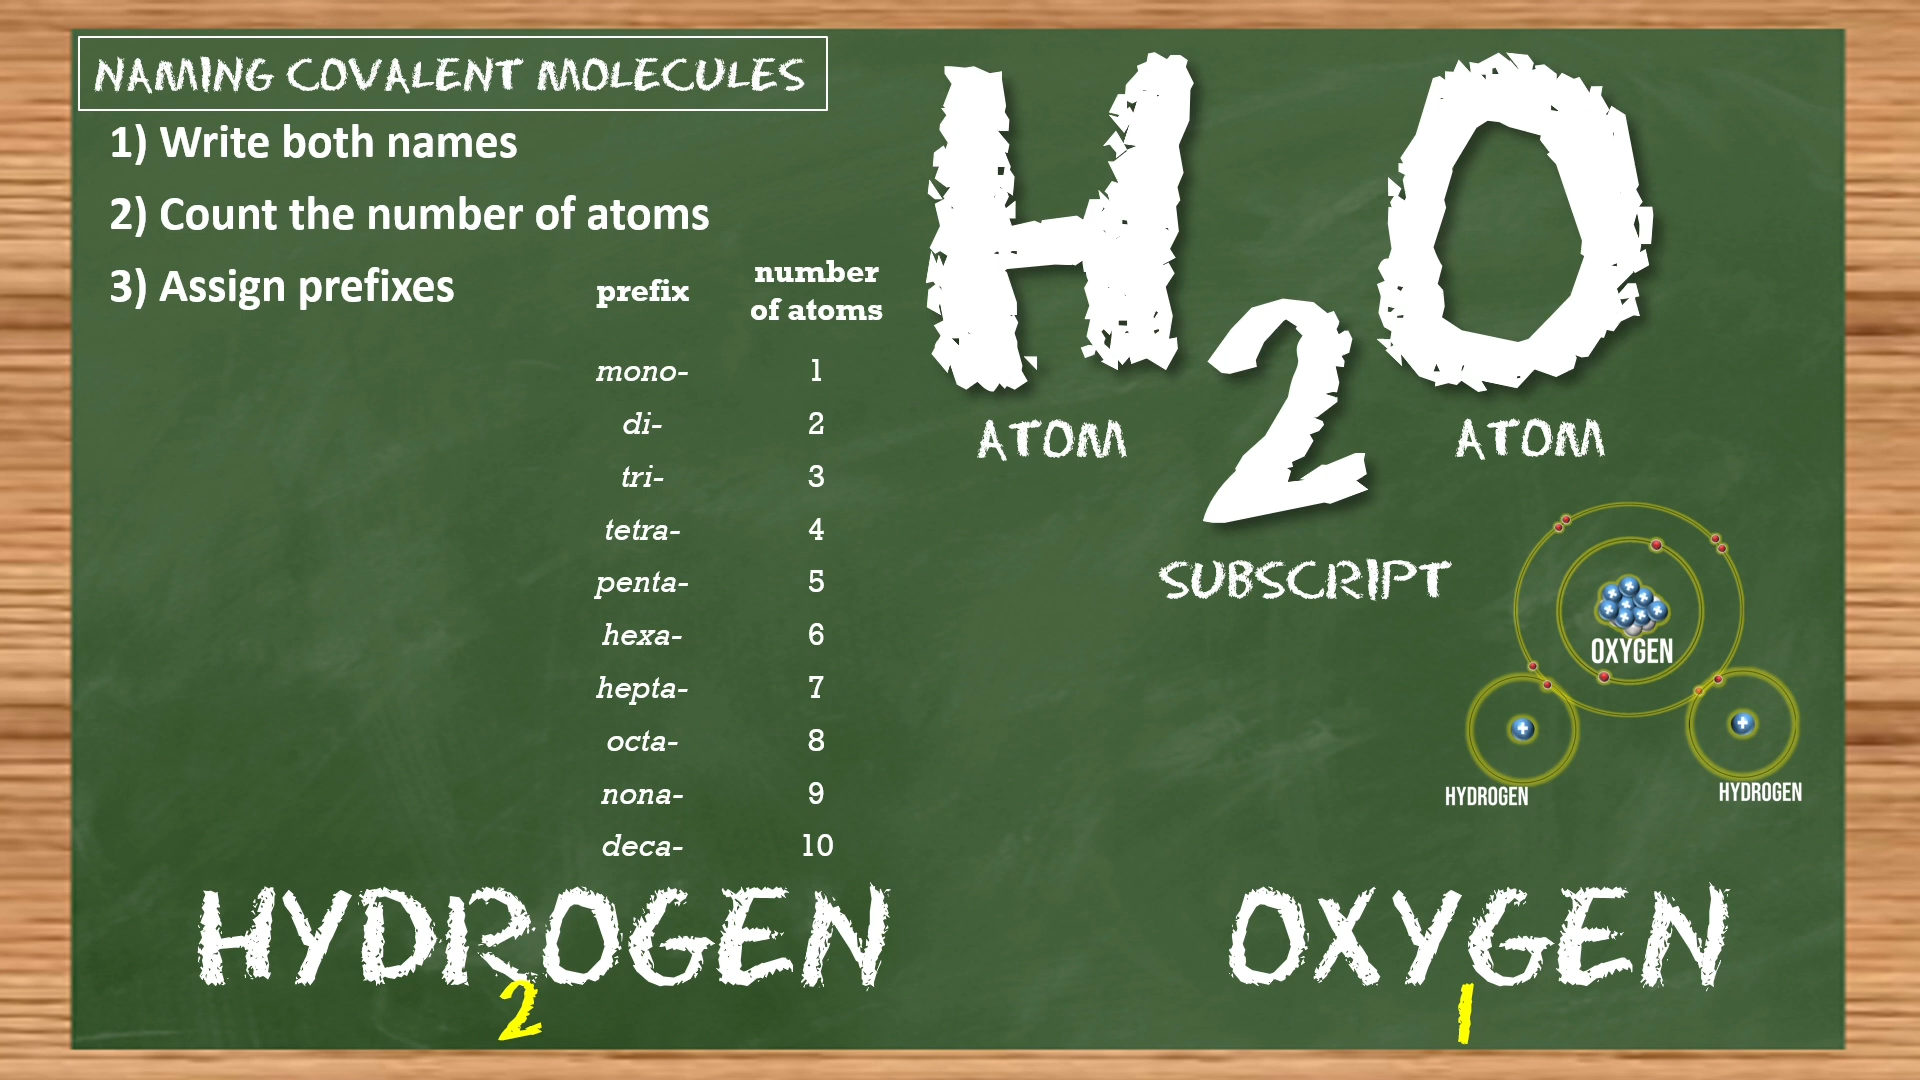 NAMING COVALENT MOLECULES
1) Write both names
2) Count the number of atoms
3) Assign prefixes
prefix number of atoms
mono- 1
di- 2
tri- 3
tetra- 4
penta- 5
hexa- 6
hepta- 7
octa- 8
nona- 9
deca- 10
H2O
ATOM ATOM
SUBSCRIPT
OXYGEN
HYDROGEN HYDROGEN
HYDROGEN OXYGEN
2 1